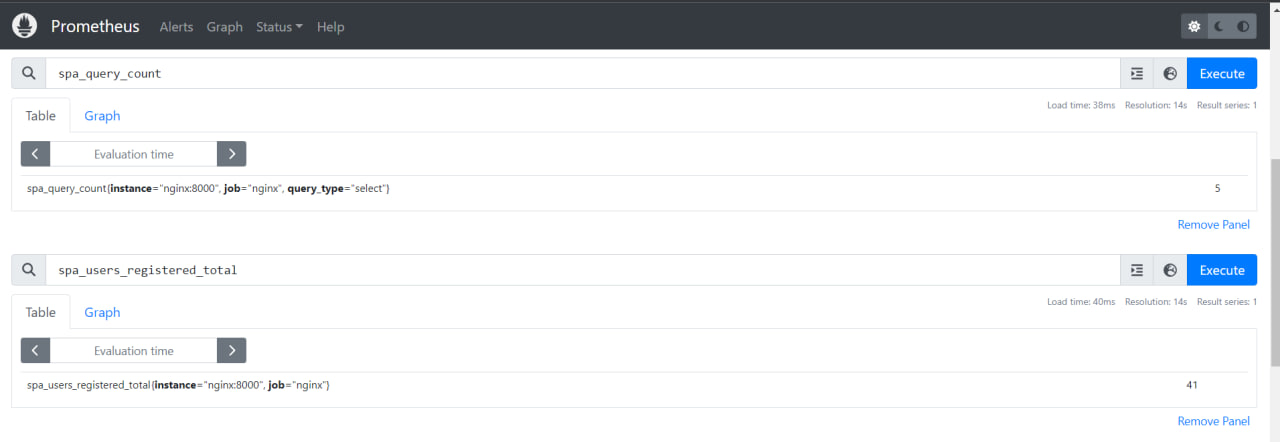 Prometheus Alerts Graph Status Help
spa_query_count Execute
Table Graph Load time: 38ms Resolution: 14s Result series: 1
Evaluation time
spa_query_count{instance="nginx:8000", job="nginx", query_type="select"} 5
Remove Panel
spa_users_registered_total Execute
Table Graph Load time: 40ms Resolution: 14s Result series: 1
Evaluation time
spa_users_registered_total{instance="nginx:8000", job="nginx"} 41
Remove Panel